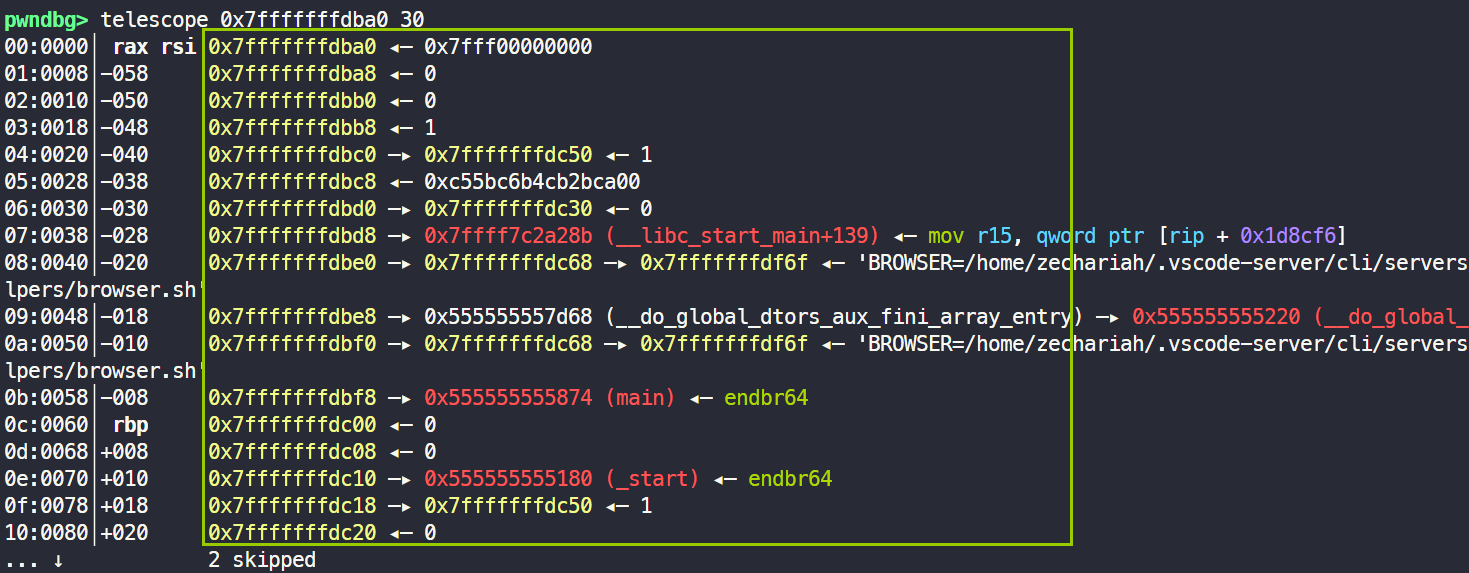 pwndbg> telescope 0x7fffffffdba0 30
00:0000│ rax rsi 0x7fffffffdba0 ◂— 0x7fff00000000
01:0008│-058     0x7fffffffdba8 ◂— 0
02:0010│-050     0x7fffffffdbb0 ◂— 0
03:0018│-048     0x7fffffffdbb8 ◂— 1
04:0020│-040     0x7fffffffdbc0 —▸ 0x7fffffffdc50 ◂— 1
05:0028│-038     0x7fffffffdbc8 ◂— 0xc55bc6b4cb2bca00
06:0030│-030     0x7fffffffdbd0 —▸ 0x7fffffffdc30 ◂— 0
07:0038│-028     0x7fffffffdbd8 —▸ 0x7ffff7c2a28b (__libc_start_main+139) ◂— mov r15, qword ptr [rip + 0x1d8cf6]
08:0040│-020     0x7fffffffdbe0 —▸ 0x7fffffffdc68 —▸ 0x7fffffffdf6f ◂— 'BROWSER=/home/zechariah/.vscode-server/cli/servers
lpers/browser.sh'
09:0048│-018     0x7fffffffdbe8 —▸ 0x555555557d68 (__do_global_dtors_aux_fini_array_entry) —▸ 0x555555555220 (__do_global_
0a:0050│-010     0x7fffffffdbf0 —▸ 0x7fffffffdc68 —▸ 0x7fffffffdf6f ◂— 'BROWSER=/home/zechariah/.vscode-server/cli/servers
lpers/browser.sh'
0b:0058│-008     0x7fffffffdbf8 —▸ 0x555555555874 (main) ◂— endbr64
0c:0060│ rbp     0x7fffffffdc00 ◂— 0
0d:0068│+008     0x7fffffffdc08 ◂— 0
0e:0070│+010     0x7fffffffdc10 —▸ 0x555555555180 (_start) ◂— endbr64
0f:0078│+018     0x7fffffffdc18 —▸ 0x7fffffffdc50 ◂— 1
10:0080│+020     0x7fffffffdc20 ◂— 0
... ↓            2 skipped